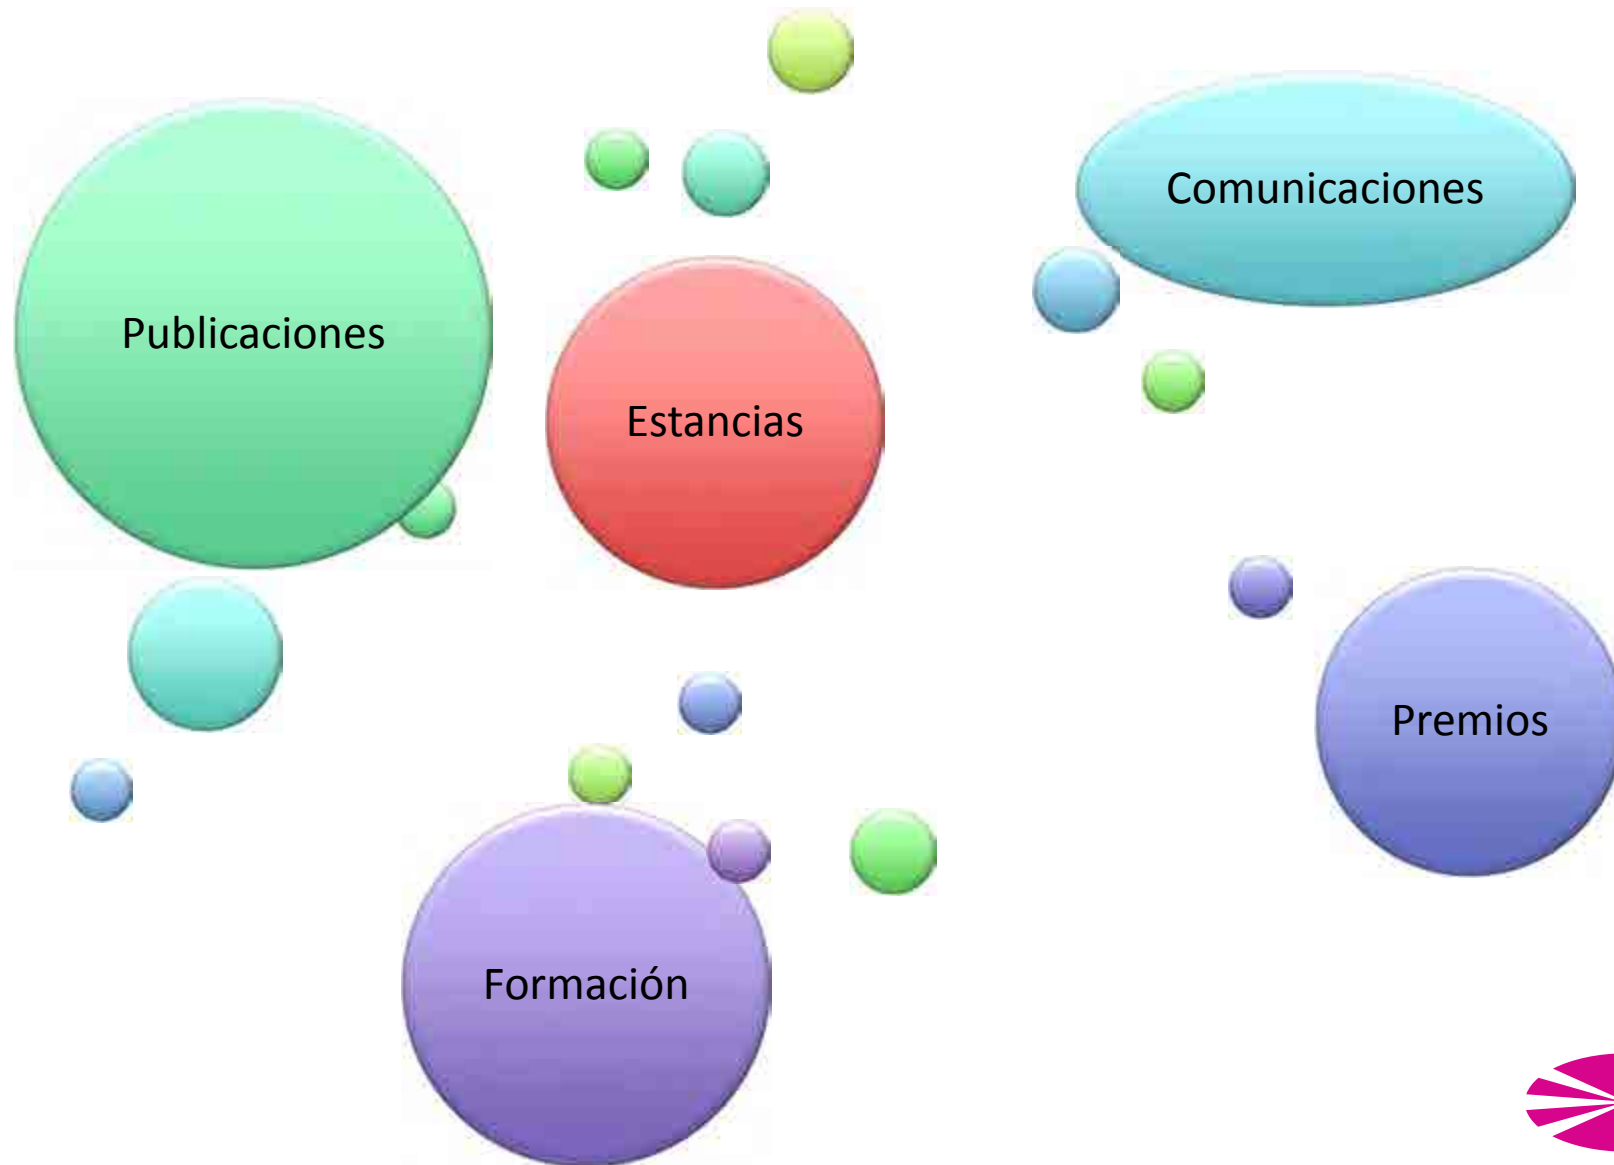 Comunicaciones
Publicaciones
Estancias
Premios
Formación